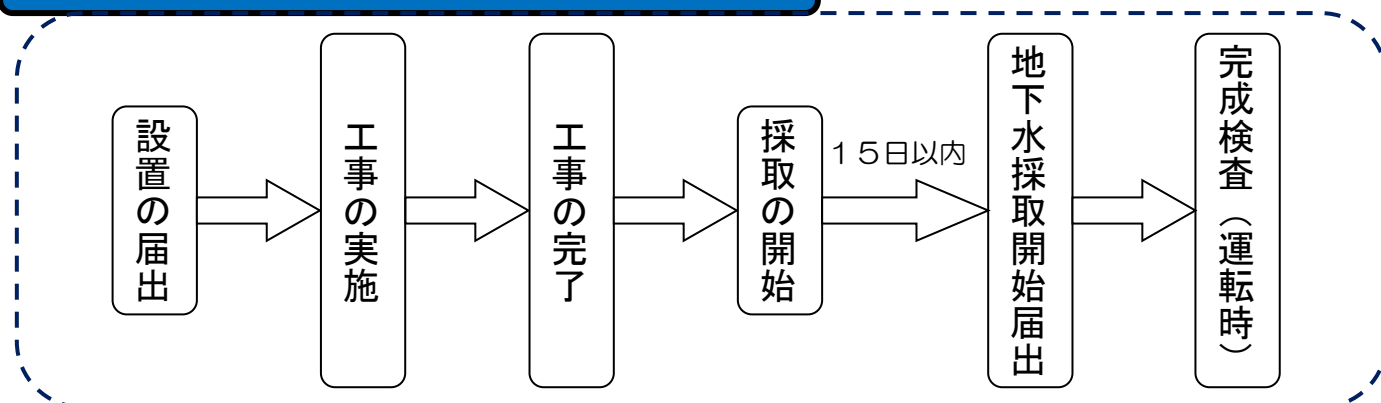 設置の届出
工事の実施
工事の完了
採取の開始
１５日以内
地下水採取開始届出
完成検査（運転時）